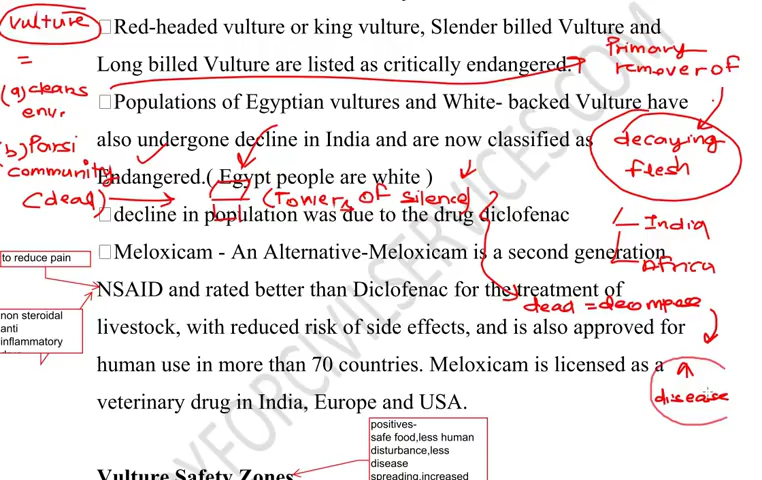 vulture
=
(a) cleans
env.
(b) Parsi
community
(dead)
Red-headed vulture or king vulture, Slender billed Vulture and
Long billed Vulture are listed as critically endangered.
Primary
remover of
decaying
flesh
India
Africa
Populations of Egyptian vultures and White- backed Vulture have
also undergone decline in India and are now classified as
Endangered.( Egypt people are white )
(Towers of silence)
decline in population was due to the drug diclofenac
Meloxicam - An Alternative-Meloxicam is a second generation
NSAID and rated better than Diclofenac for the treatment of
dead = decompose
livestock, with reduced risk of side effects, and is also approved for
human use in more than 70 countries. Meloxicam is licensed as a
veterinary drug in India, Europe and USA.
disease
to reduce pain
non steroidal
anti
inflammatory
positives-
safe food,less human
disturbance,less
disease
spreading,increased
Vulture Safety Zones
YFORCIVILSERVICES.COM